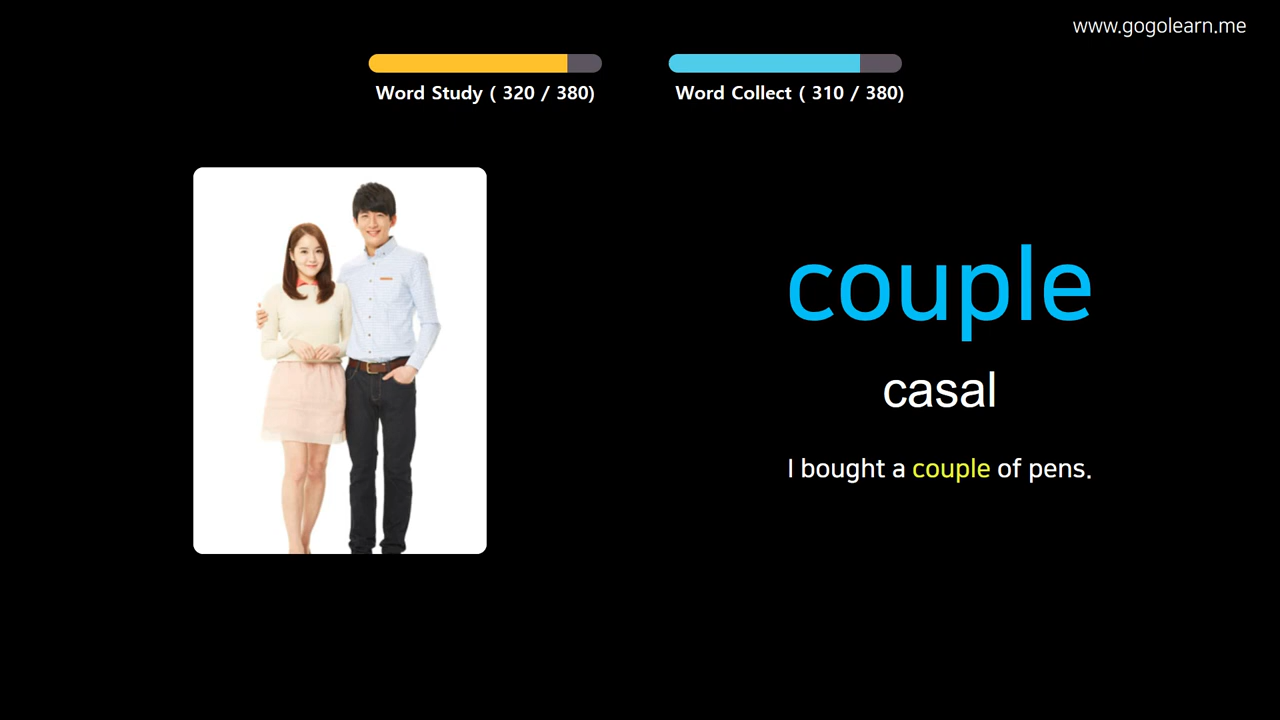 www.gogolearn.me
Word Study ( 320 / 380)
Word Collect ( 310 / 380)
couple
casal
I bought a couple of pens.